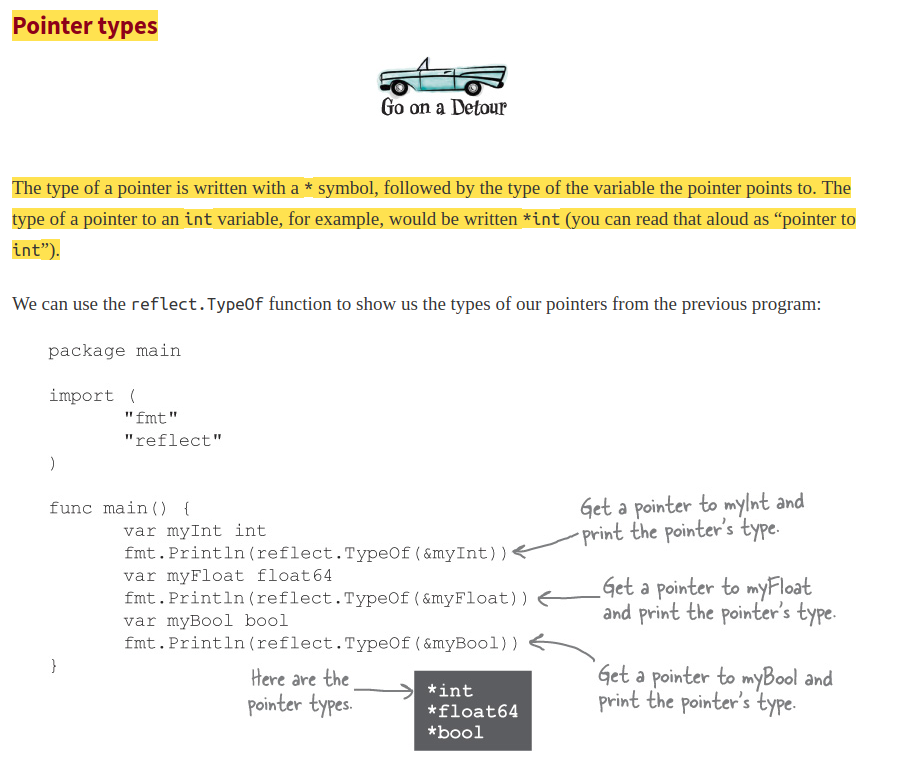 Pointer types
Go on a Detour
The type of a pointer is written with a * symbol, followed by the type of the variable the pointer points to. The
type of a pointer to an int variable, for example, would be written *int (you can read that aloud as “pointer to
int”).
We can use the reflect.TypeOf function to show us the types of our pointers from the previous program:
package main
import (
"fmt"
"reflect"
)
func main() {
var myInt int
fmt.Println(reflect.TypeOf(&myInt))
var myFloat float64
fmt.Println(reflect.TypeOf(&myFloat))
var myBool bool
fmt.Println(reflect.TypeOf(&myBool))
}
Get a pointer to myInt and
print the pointer's type.
Get a pointer to myFloat
and print the pointer's type.
Get a pointer to myBool and
print the pointer's type.
Here are the
pointer types.
*int
*float64
*bool